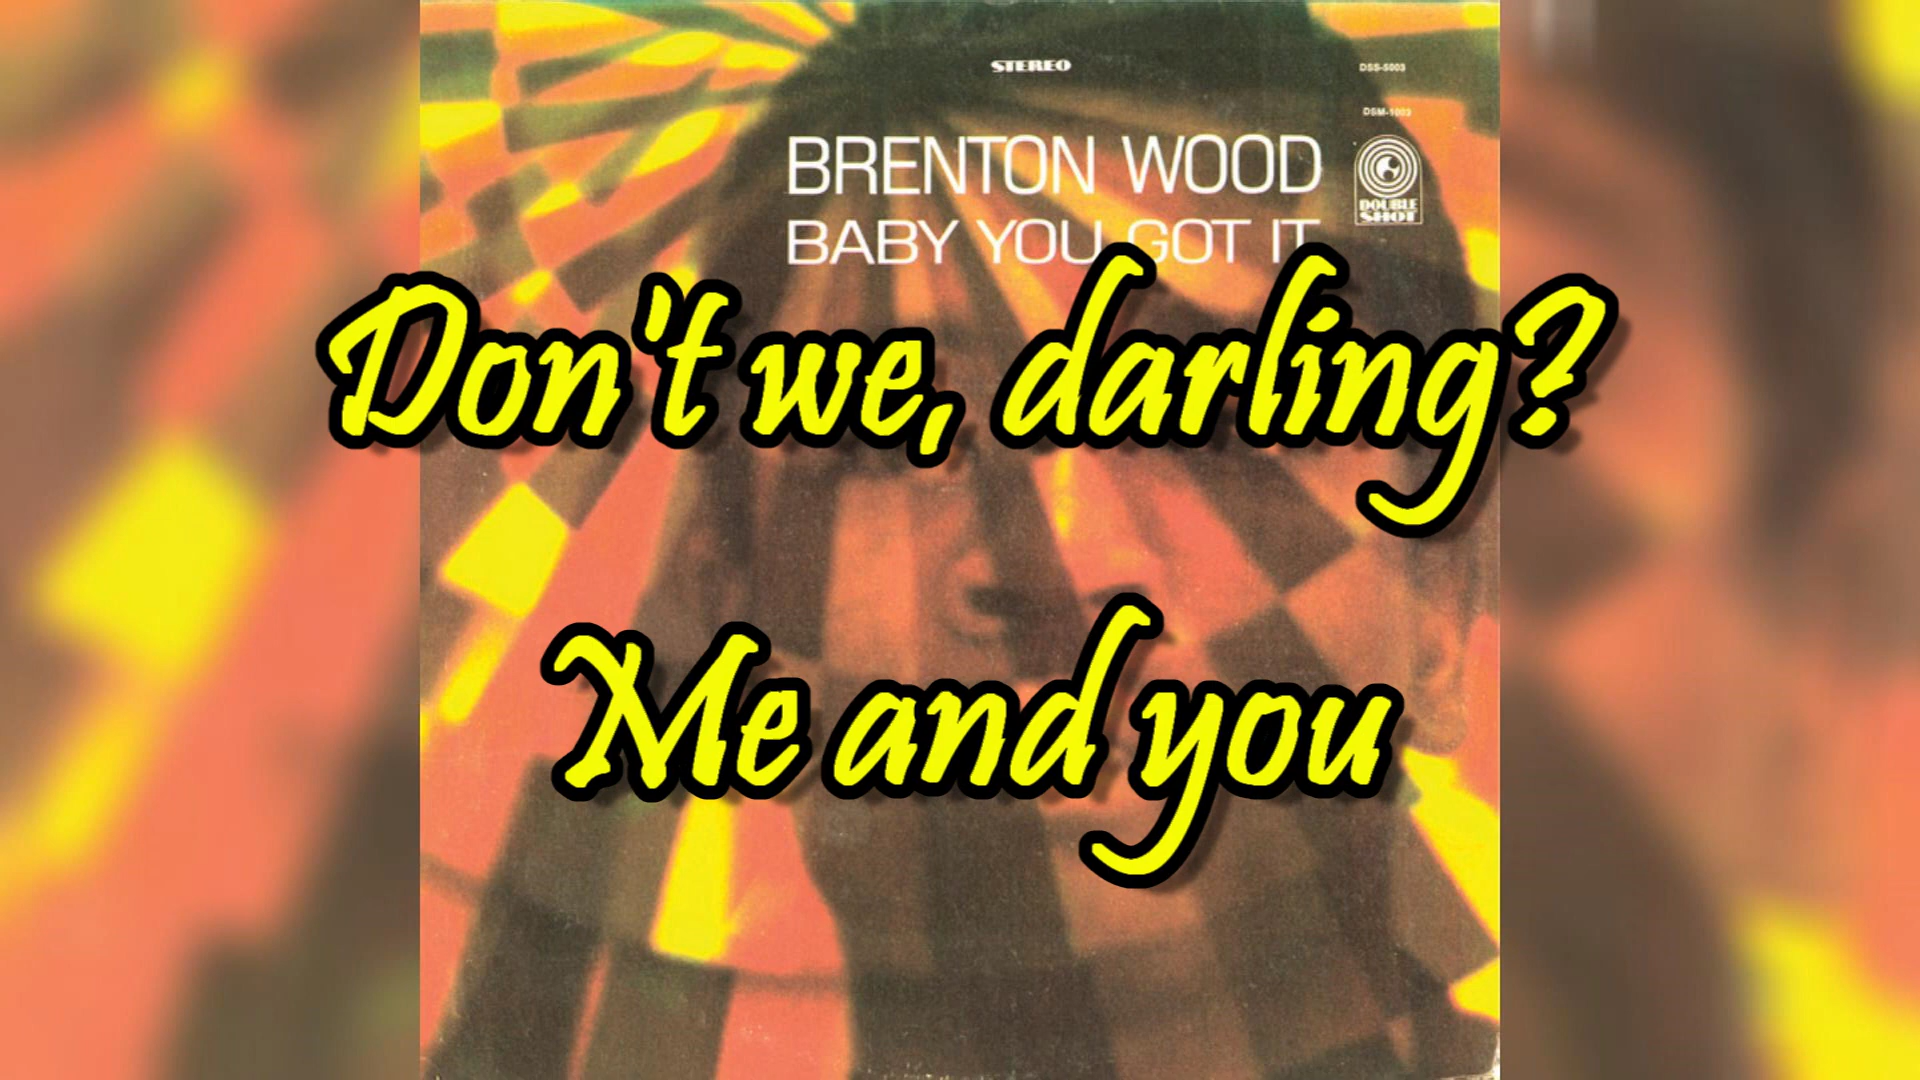 STEREO
DSS-5003
DSM-1003
BRENTON WOOD
BABY YOU GOT IT
DOUBLE
SHOT
Don't we, darling?
Me and you